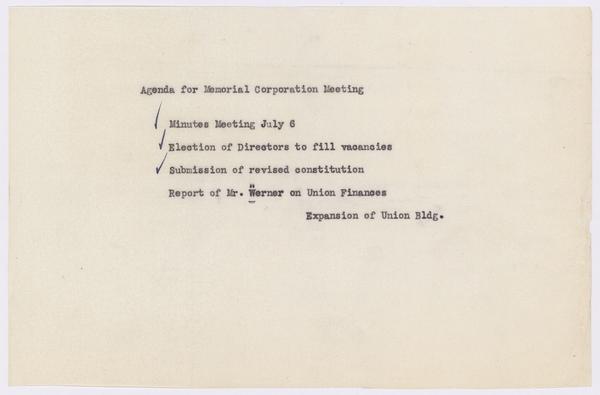 Agenda for Memorial Corporation Meeting
Minutes Meeting July 6
Election of Directors to fill vacancies
Submission of revised constitution
Report of Mr. Werner on Union Finances
Expansion of Union Bldg.